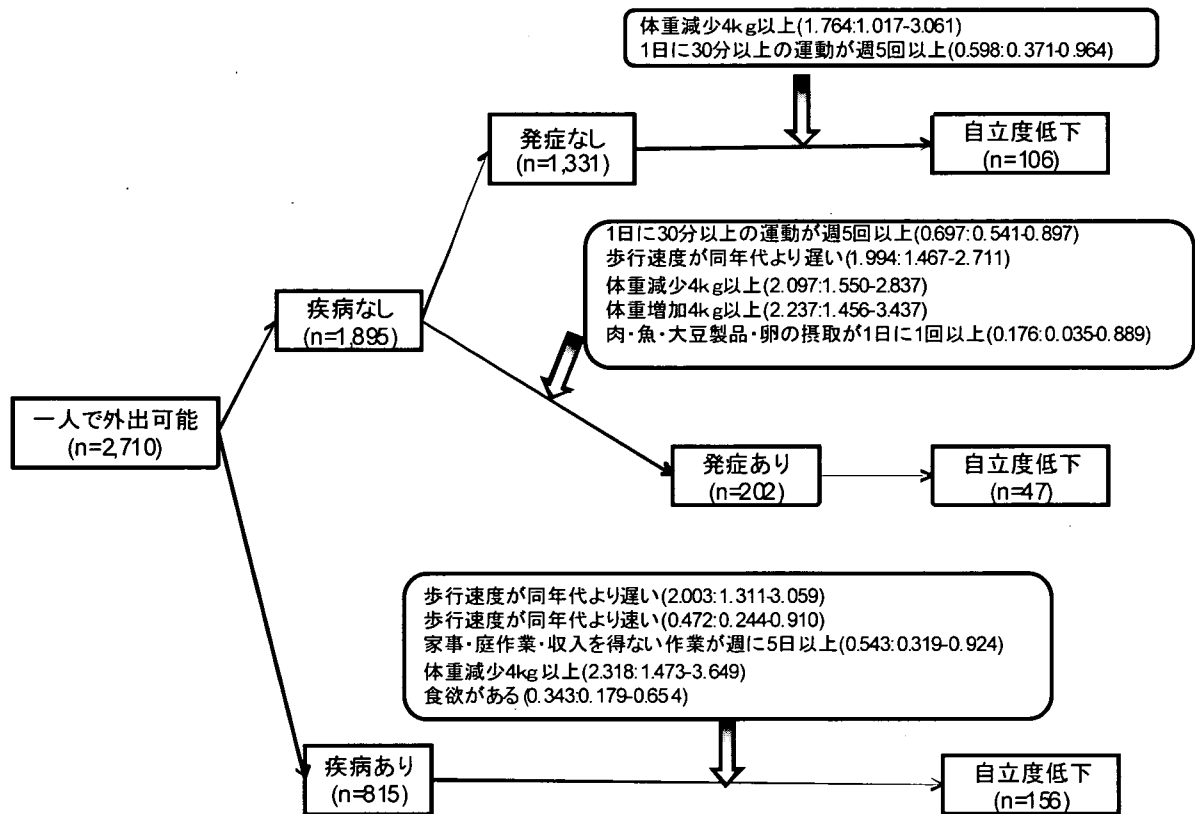 体重減少4kg以上(1.764:1.017-3.061)
1日に30分以上の運動が週5回以上(0.598:0.371-0.964)
発症なし
(n=1,331)
自立度低下
(n=106)
1日に30分以上の運動が週5回以上(0.697:0.541-0.897)
歩行速度が同年代より遅い(1.994:1.467-2.711)
体重減少4kg以上(2.097:1.550-2.837)
体重増加4kg以上(2.237:1.456-3.437)
肉・魚・大豆製品・卵の摂取が1日に1回以上(0.176:0.035-0.889)
疾病なし
(n=1,895)
一人で外出可能
(n=2,710)
発症あり
(n=202)
自立度低下
(n=47)
歩行速度が同年代より遅い(2.003:1.311-3.059)
歩行速度が同年代より速い(0.472:0.244-0.910)
家事・庭作業・収入を得ない作業が週に5日以上(0.543:0.319-0.924)
体重減少4kg以上(2.318:1.473-3.649)
食欲がある(0.343:0.179-0.654)
疾病あり
(n=815)
自立度低下
(n=156)